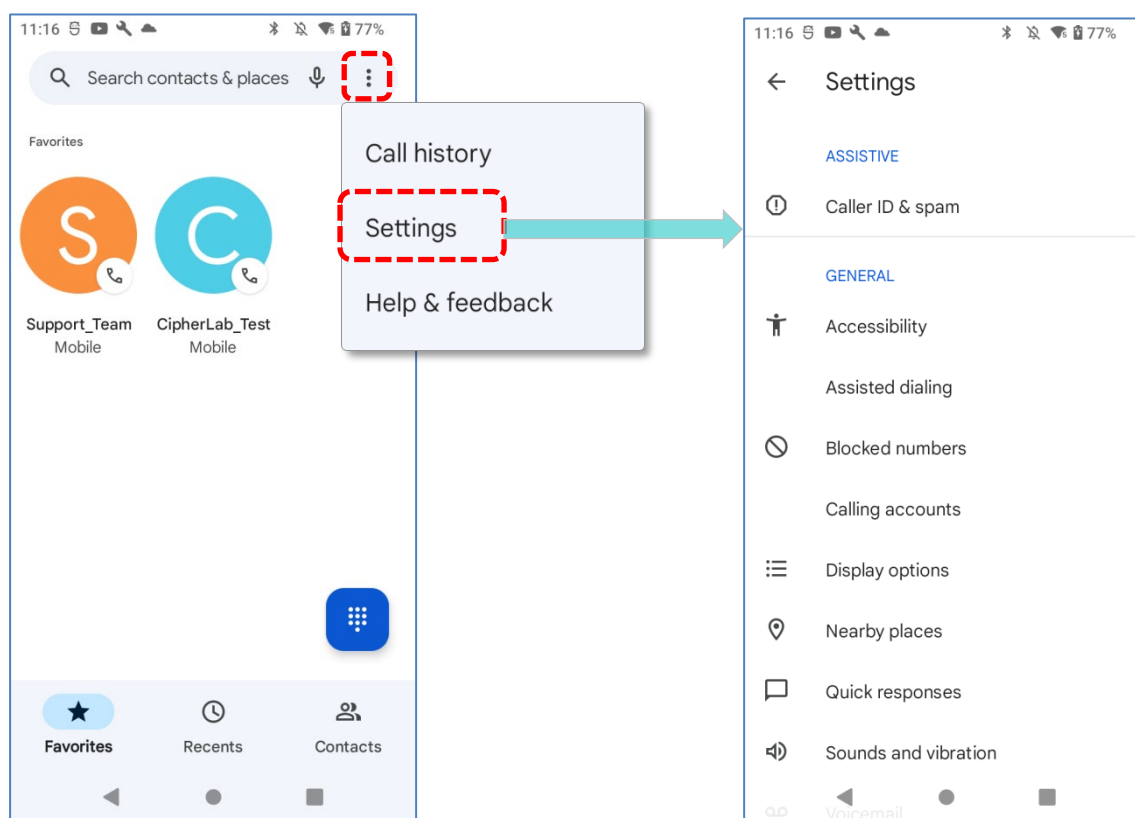 11:16 77%
Search contacts & places
Favorites
S C
Support_Team CipherLab_Test
Mobile Mobile
Favorites Recents Contacts
Call history
Settings
Help & feedback
11:16 77%
Settings
ASSISTIVE
Caller ID & spam
GENERAL
Accessibility
Assisted dialing
Blocked numbers
Calling accounts
Display options
Nearby places
Quick responses
Sounds and vibration
Voicemail